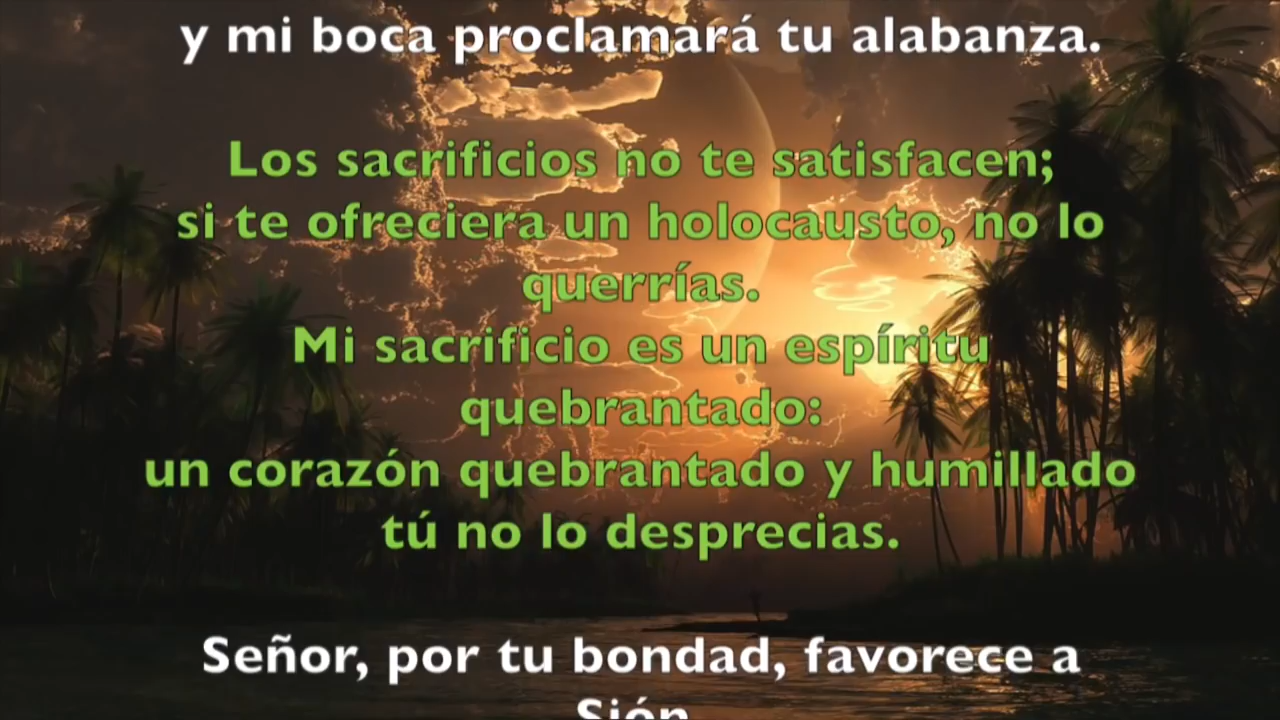 y mi boca proclamará tu alabanza.
Los sacrificios no te satisfacen;
si te ofreciera un holocausto, no lo
querrías.
Mi sacrificio es un espíritu
quebrantado:
un corazón quebrantado y humillado
tú no lo desprecias.
Señor, por tu bondad, favorece a
Sión